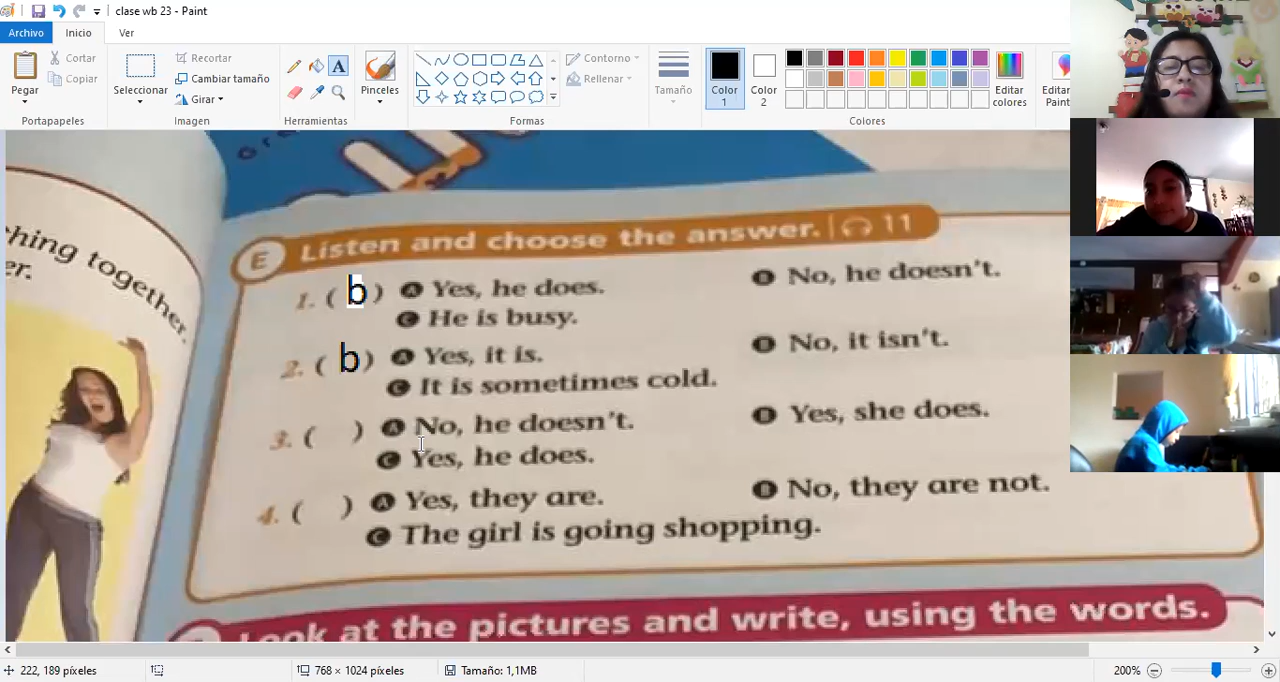 clase wb 23 - Paint
Archivo Inicio Ver
Pegar
Cortar
Copiar
Portapapeles
Seleccionar
Recortar
Cambiar tamaño
Girar
Imagen
A
Herramientas
Pinceles
Contorno
Rellenar
Formas
Tamaño
Color 1
Color 2
Editar colores
Editar
Paint
Colores
hing together
er.
E Listen and choose the answer. 11
1. ( b ) A Yes, he does. B No, he doesn't.
C He is busy.
2. ( b ) A Yes, it is. B No, it isn't.
C It is sometimes cold.
3. ( ) A No, he doesn't. B Yes, she does.
C Yes, he does.
4. ( ) A Yes, they are. B No, they are not.
C The girl is going shopping.
Look at the pictures and write, using the words.
222, 189 píxeles 768 × 1024 píxeles Tamaño: 1,1MB 200%